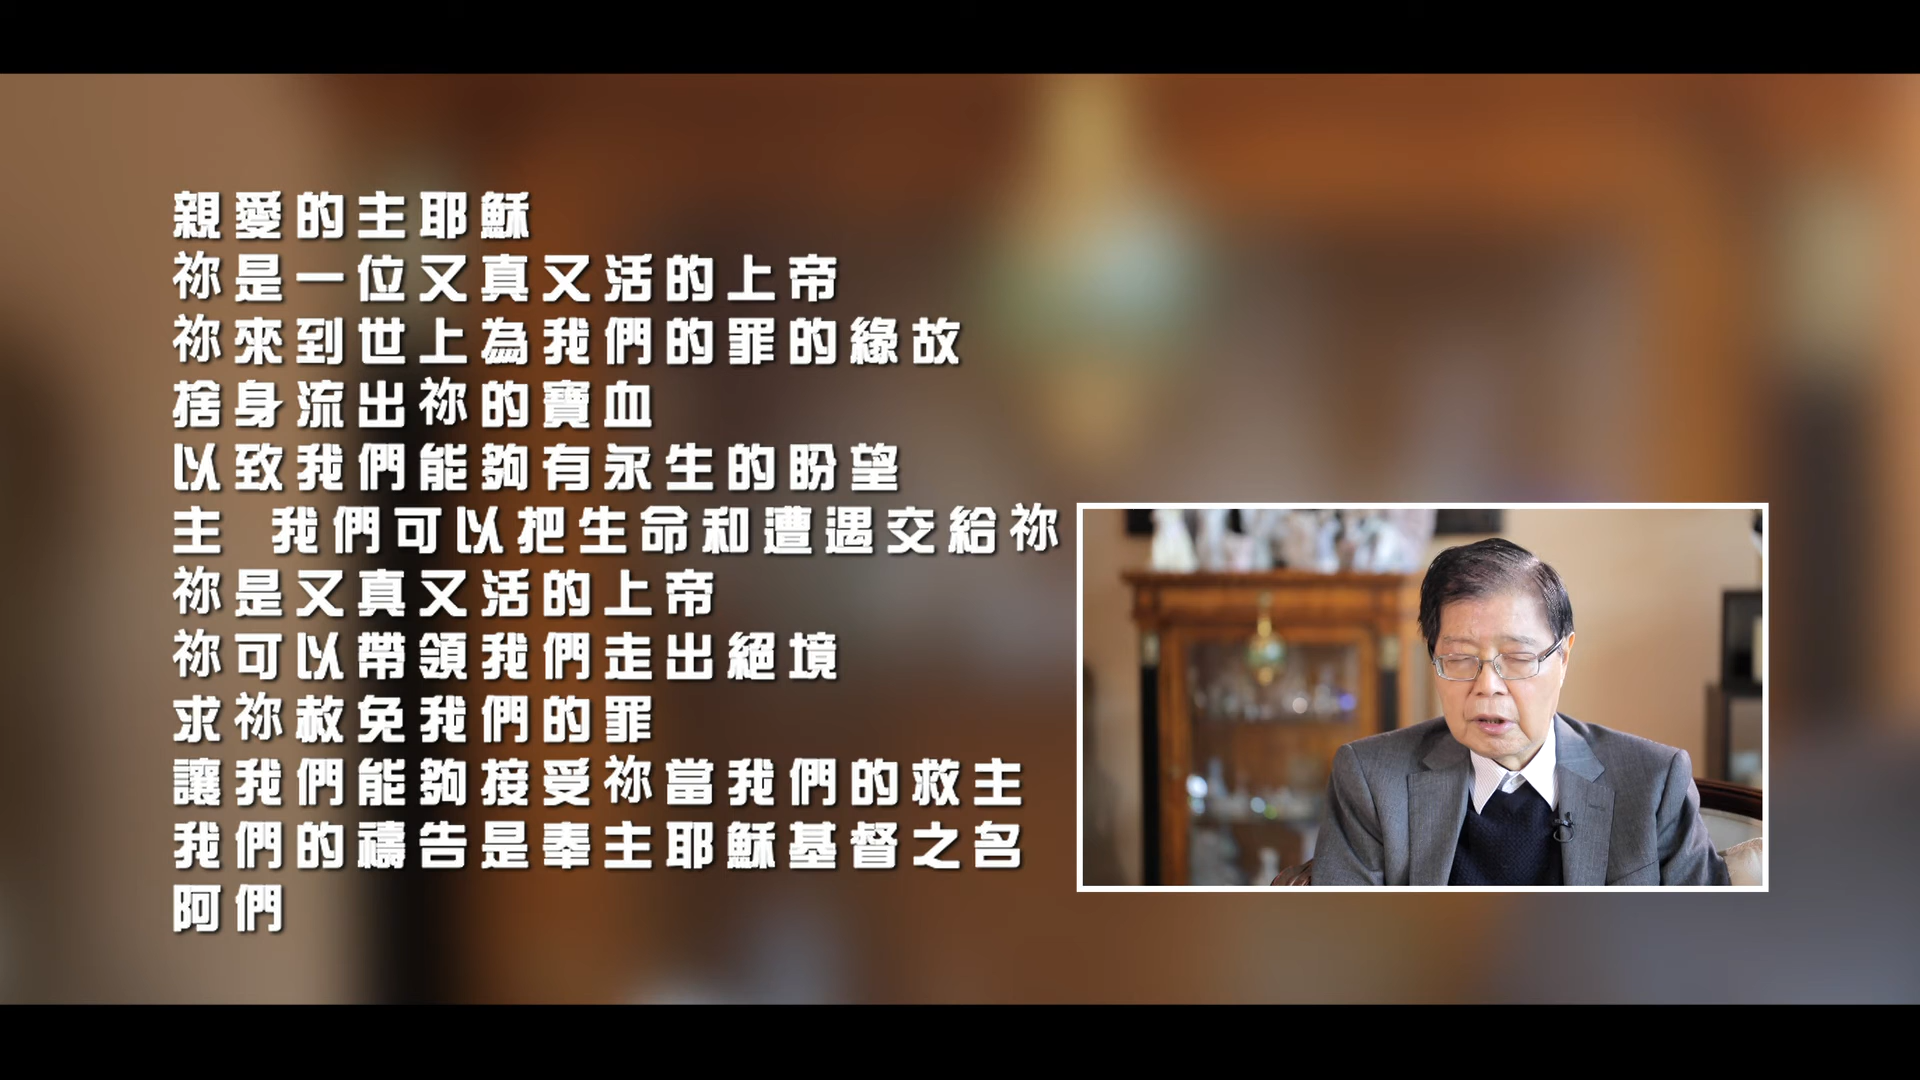 親愛的主耶穌
祢是一位又真又活的上帝
祢來到世上為我們的罪的緣故
捨身流出祢的寶血
以致我們能夠有永生的盼望
主 我們可以把生命和遭遇交給祢
祢是又真又活的上帝
祢可以帶領我們走出絕境
求祢赦免我們的罪
讓我們能夠接受祢當我們的救主
我們的禱告是奉主耶穌基督之名
阿們